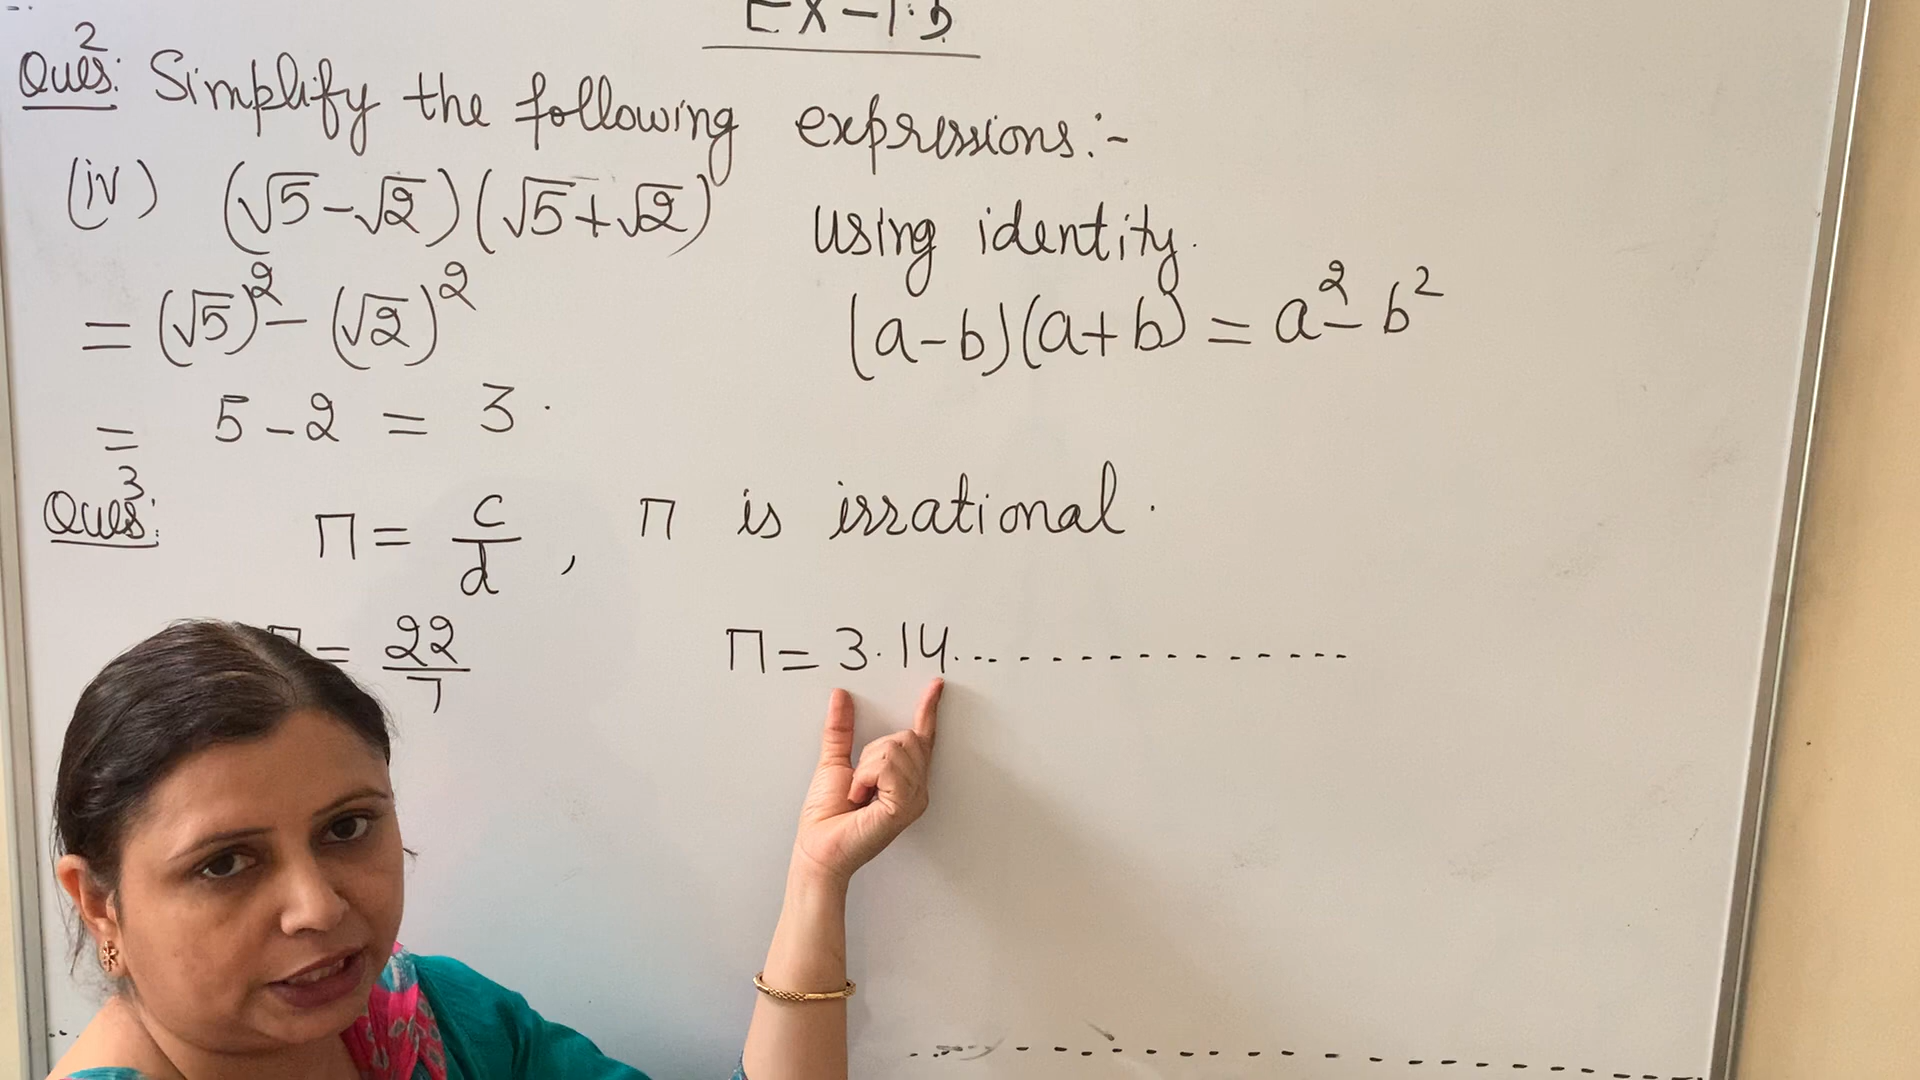 Ex-1.5
Ques: 2 Simplify the following expressions:-
(iv) (√5-√2)(√5+√2) using identity.
= (√5)² - (√2)² (a-b)(a+b) = a² - b²
= 5-2 = 3.
Ques: 3 π = c/d, π is irrational.
π = 22/7 π = 3.14................